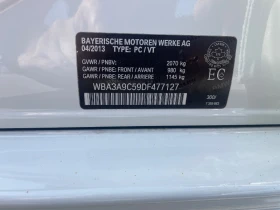 BAYERISCHE MOTOREN WERKE AG
04/2013 TYPE: PC / VT
GVWR / PNBV: 2070 kg
GAWR / PNBE: FRONT / AVANT 980 kg
GAWR / PNBE: REAR / ARRIERE 1145 kg
EC
WBA3A9C59DF477127